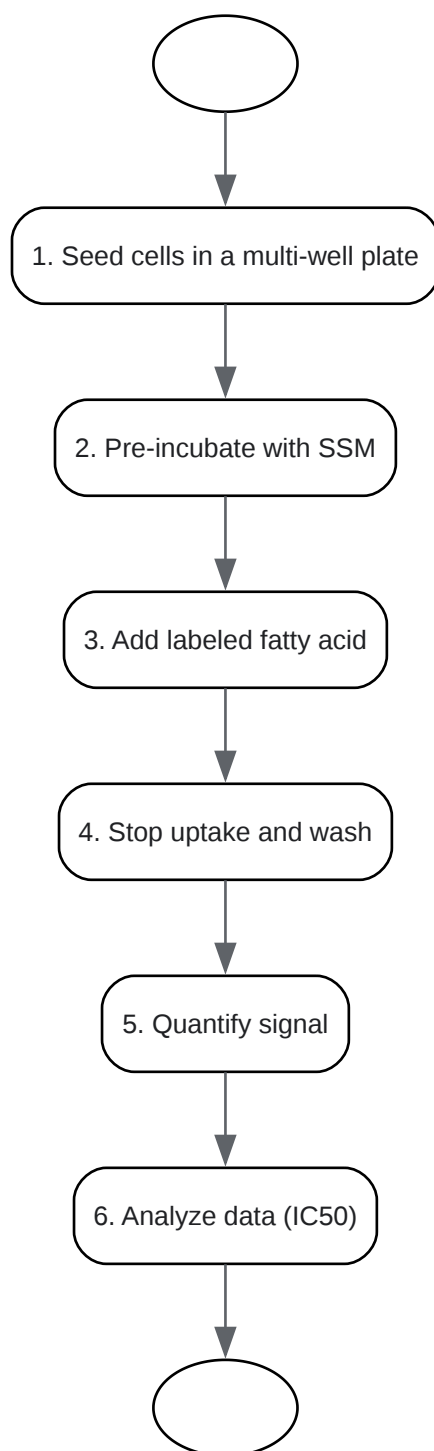 1. Seed cells in a multi-well plate
2. Pre-incubate with SSM
3. Add labeled fatty acid
4. Stop uptake and wash
5. Quantify signal
6. Analyze data (IC50)